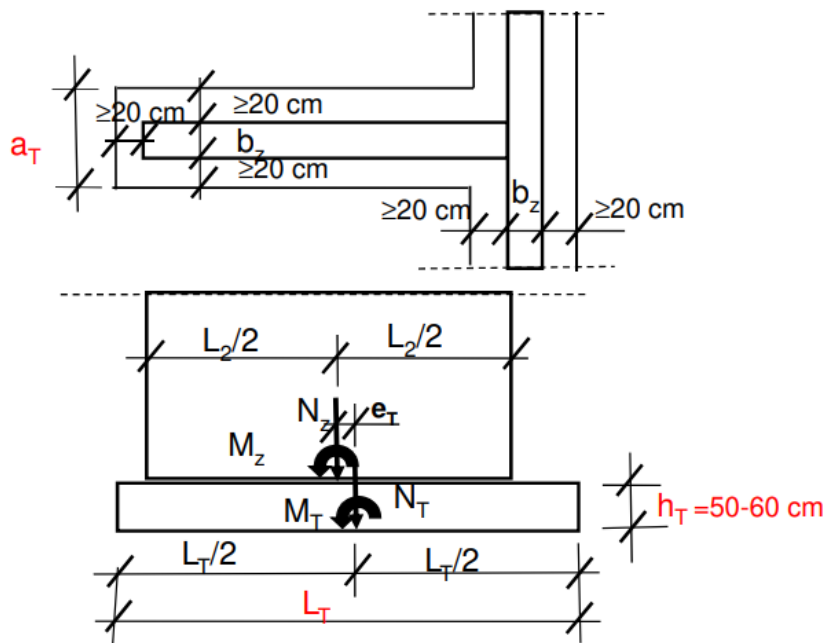 ≥20 cm
≥20 cm
a_T
b_z
≥20 cm
≥20 cm
b_z
≥20 cm
L_2/2
L_2/2
N_z
e_T
M_z
M_T
N_T
h_T =50-60 cm
L_T/2
L_T/2
L_T